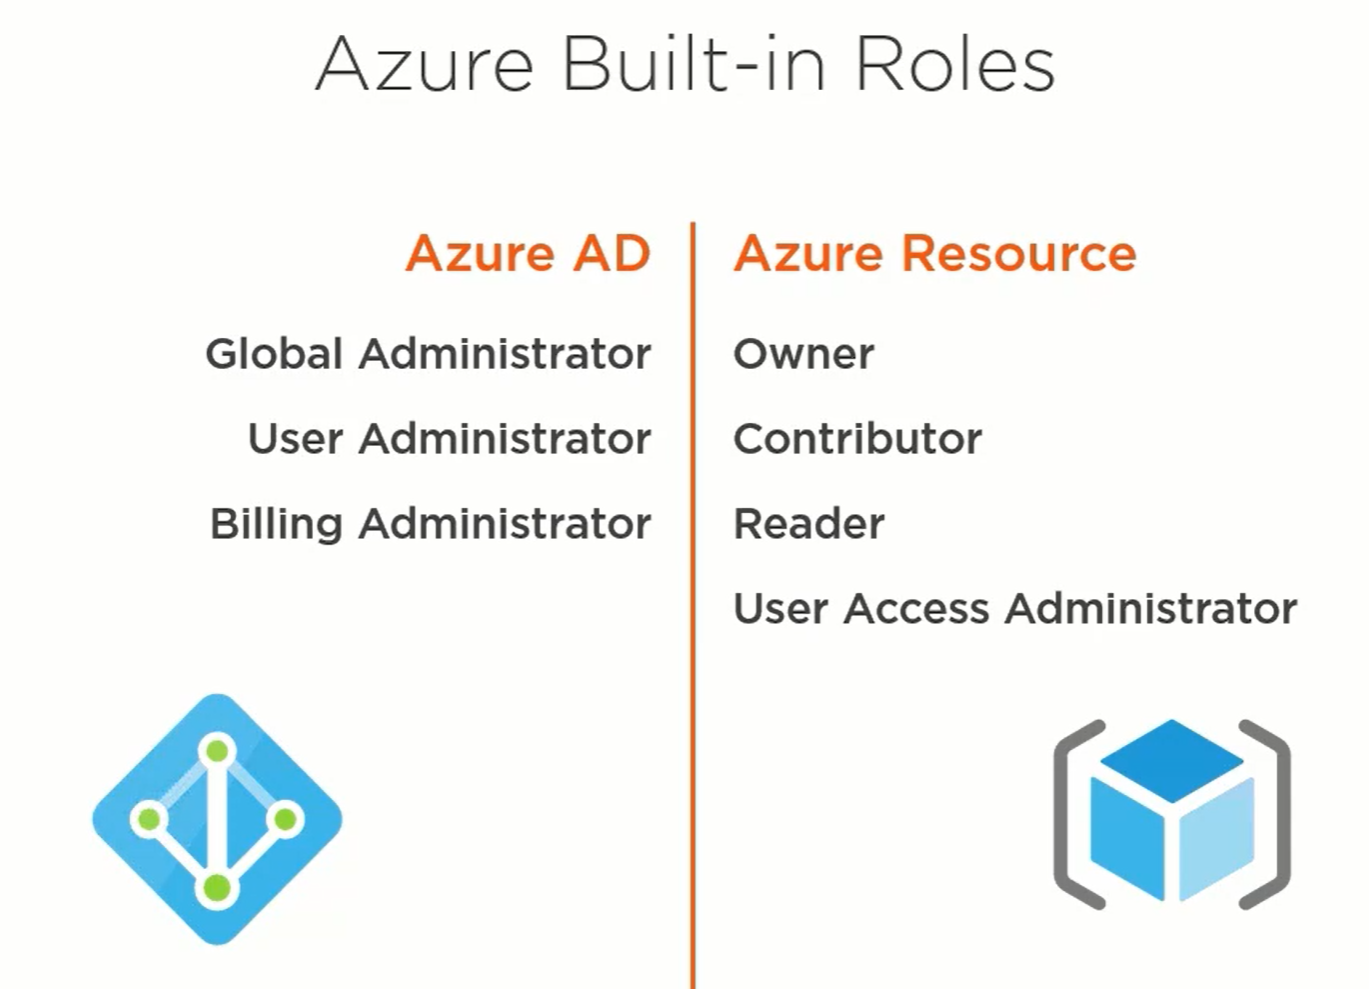 Azure Built-in Roles
Azure AD
Global Administrator
User Administrator
Billing Administrator
Azure Resource
Owner
Contributor
Reader
User Access Administrator